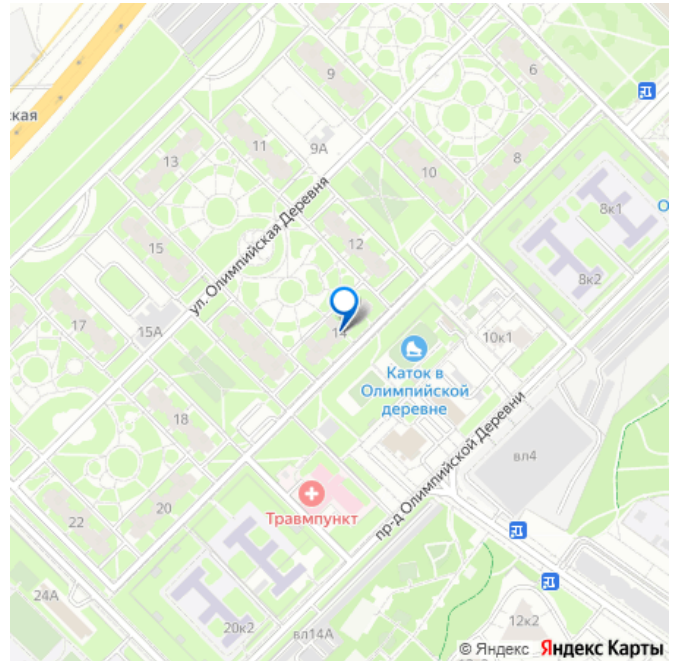 9
6
ская
11
9А
13
10
8
ул. Олимпийская Деревня
8к1
О
12
15
8к2
17
15А
14
10к1
Каток в
Олимпийской
деревне
18
вл4
пр-д Олимпийской Деревни
Травмпункт
20
22
24А
20к2
вл14А
12к2
© Яндекс Яндекс Карты